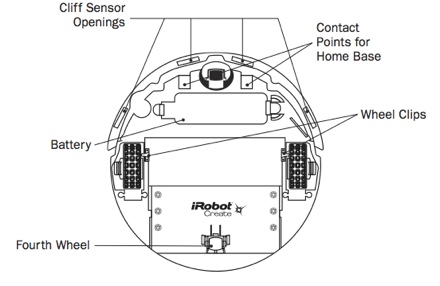 Cliff Sensor
Openings
Contact
Points for
Home Base
Wheel Clips
Battery
iRobot
Create
Fourth Wheel